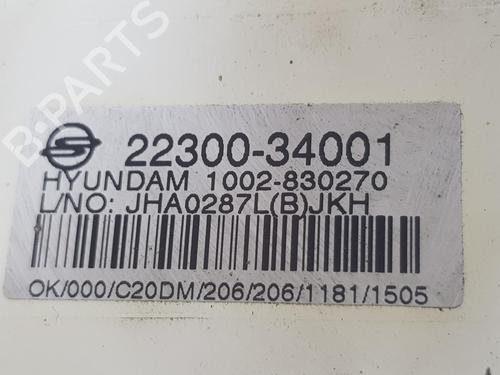 22300-34001
HYUNDAM 1002-830270
L/NO: JHA0287L(B)JKH
OK/000/C20DM/206/206/1181/1505
B-PARTS